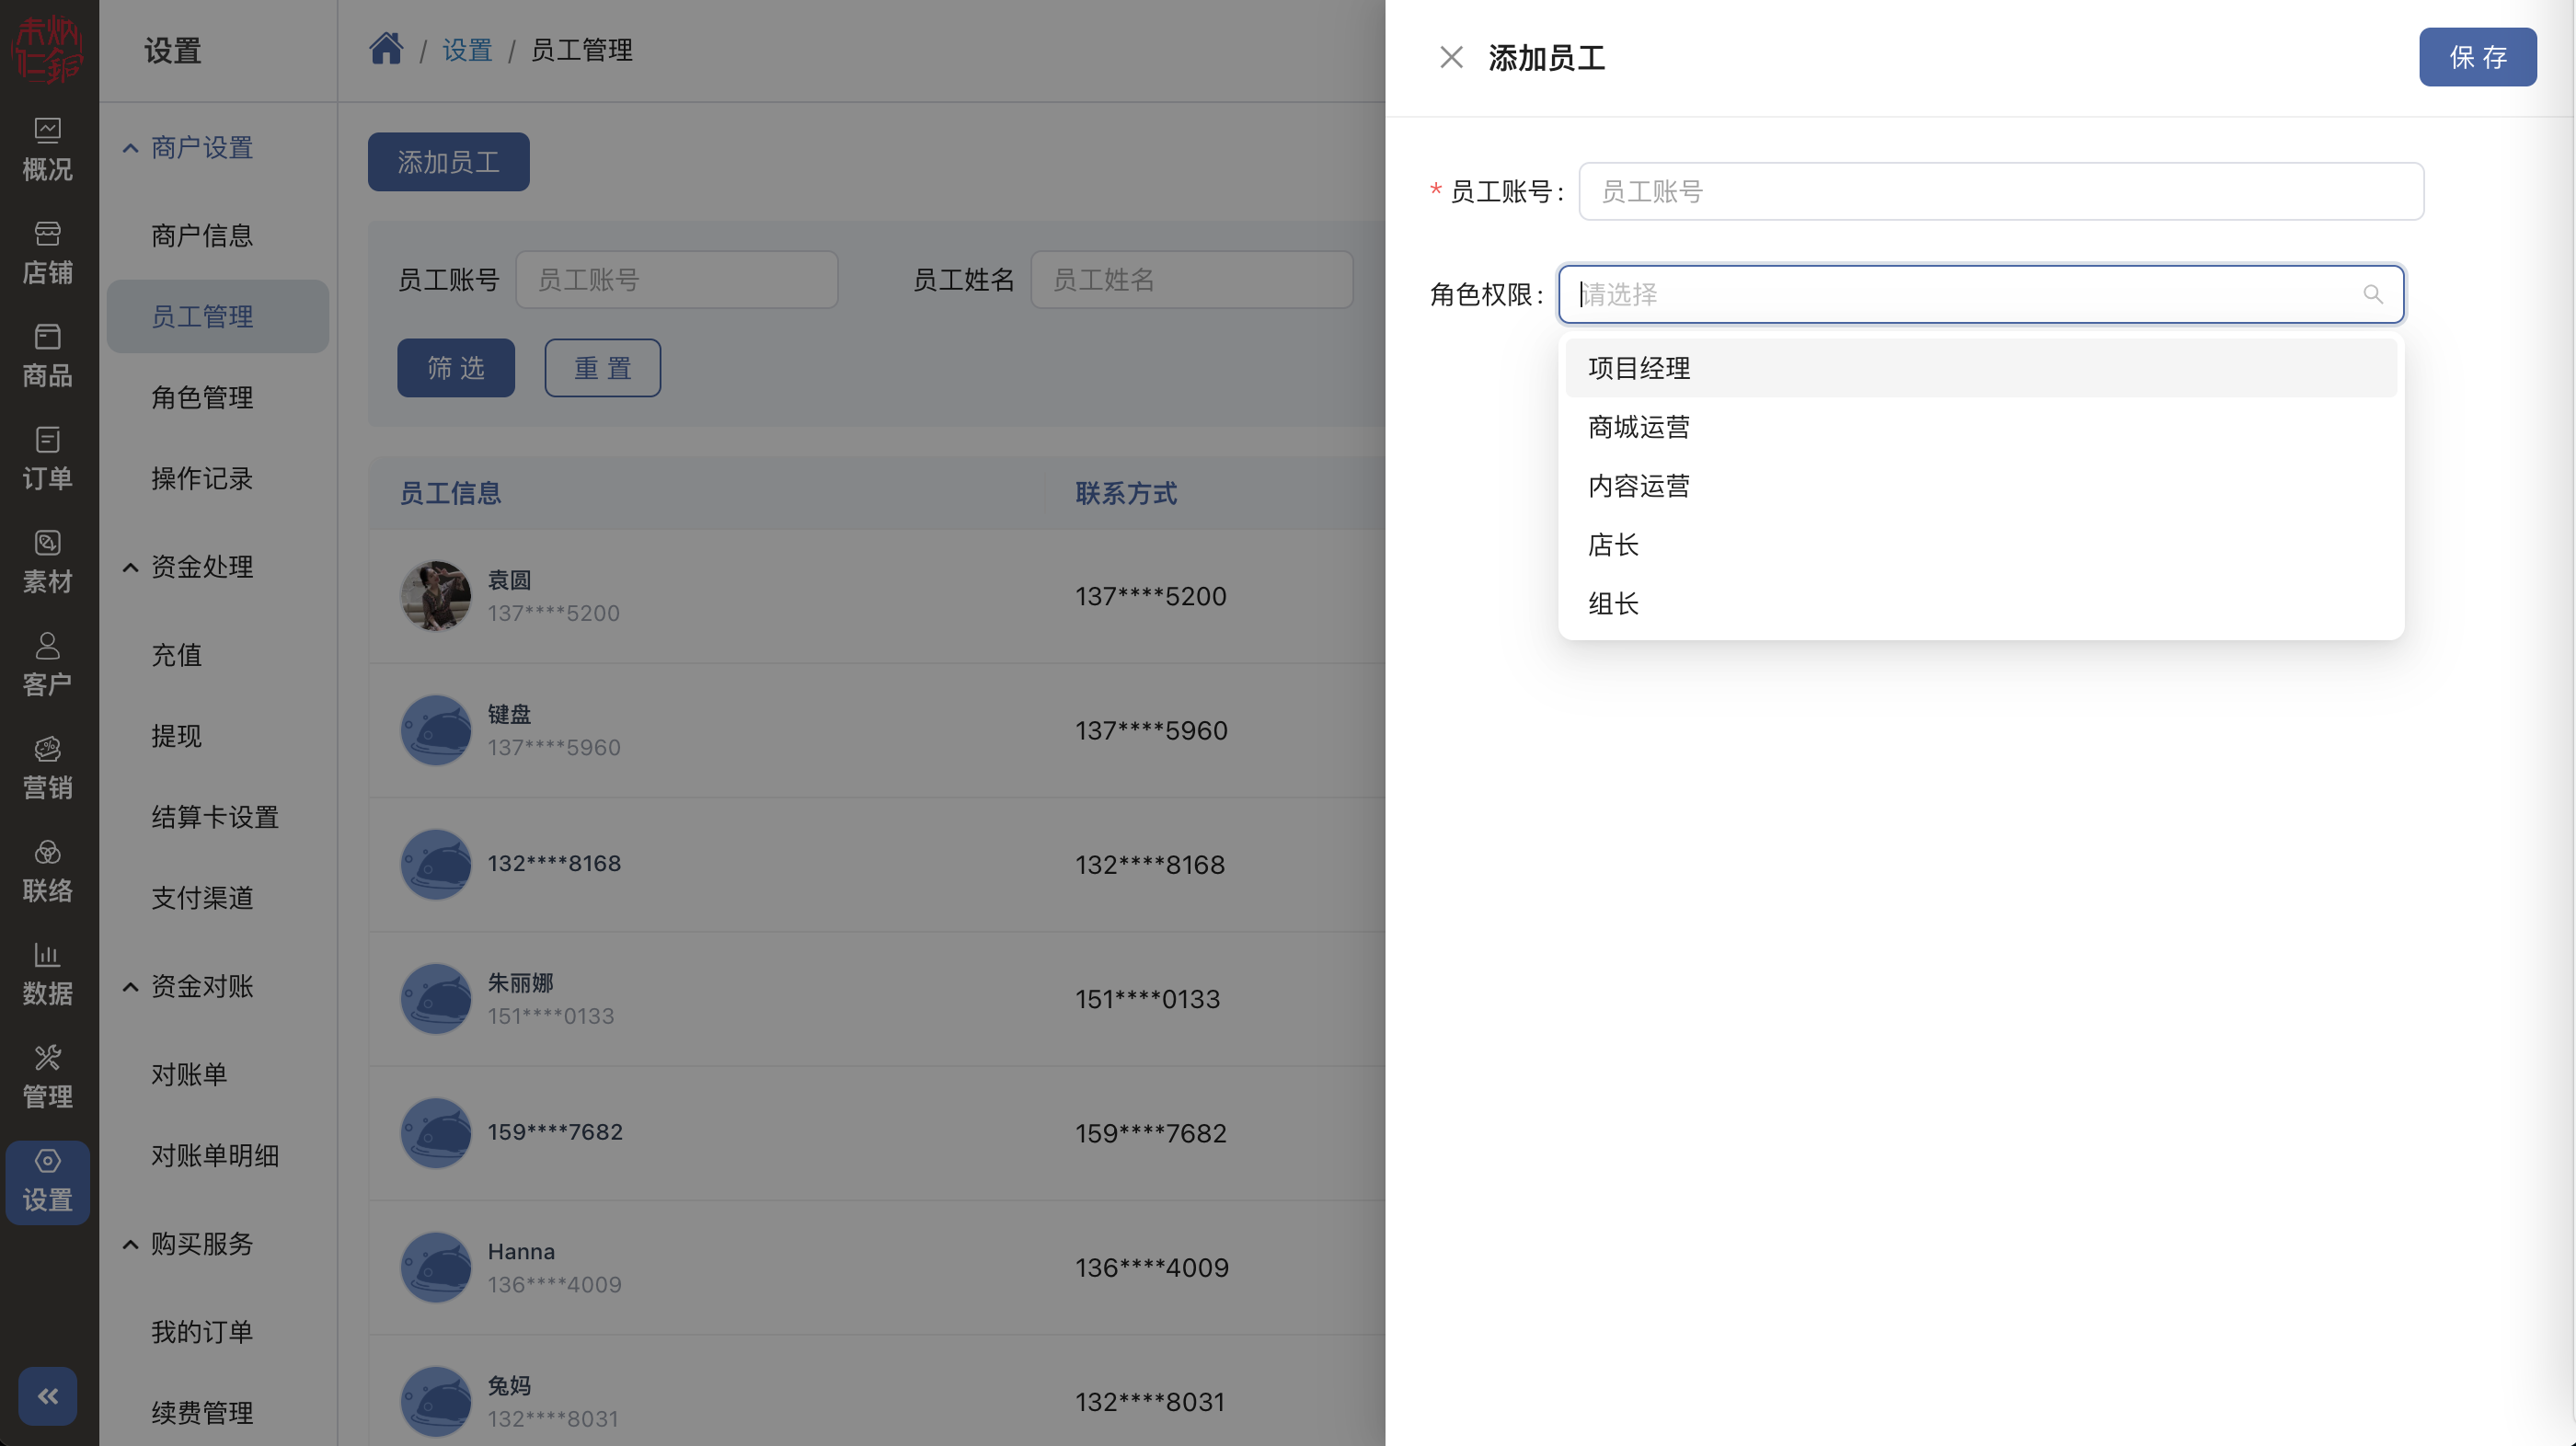 未炳
仁銅
概况
店铺
商品
订单
素材
客户
营销
联络
数据
管理
设置
设置
商户设置
商户信息
员工管理
角色管理
操作记录
资金处理
充值
提现
结算卡设置
支付渠道
资金对账
对账单
对账单明细
购买服务
我的订单
续费管理
/ 设置 / 员工管理
添加员工
员工账号 员工账号 员工姓名 员工姓名
筛选 重置
员工信息 联系方式
袁圆
137****5200
137****5200
键盘
137****5960
137****5960
132****8168 132****8168
朱丽娜
151****0133
151****0133
159****7682 159****7682
Hanna
136****4009
136****4009
兔妈
132****8031
132****8031
添加员工 保存
* 员工账号: 员工账号
角色权限: 请选择
项目经理
商城运营
内容运营
店长
组长